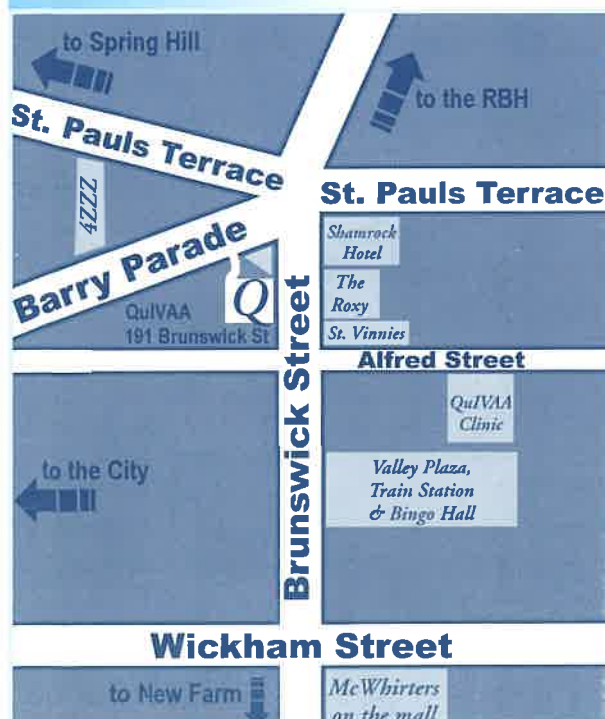 to Spring Hill
to the RBH
St. Pauls Terrace
St. Pauls Terrace
4ZZZ
Barry Parade
Shamrock
Hotel
The
Roxy
St. Vinnies
Q
QuIVAA
191 Brunswick St
Brunswick Street
Alfred Street
QuIVAA
Clinic
to the City
Valley Plaza,
Train Station
& Bingo Hall
Wickham Street
to New Farm
McWhirters
on the mall